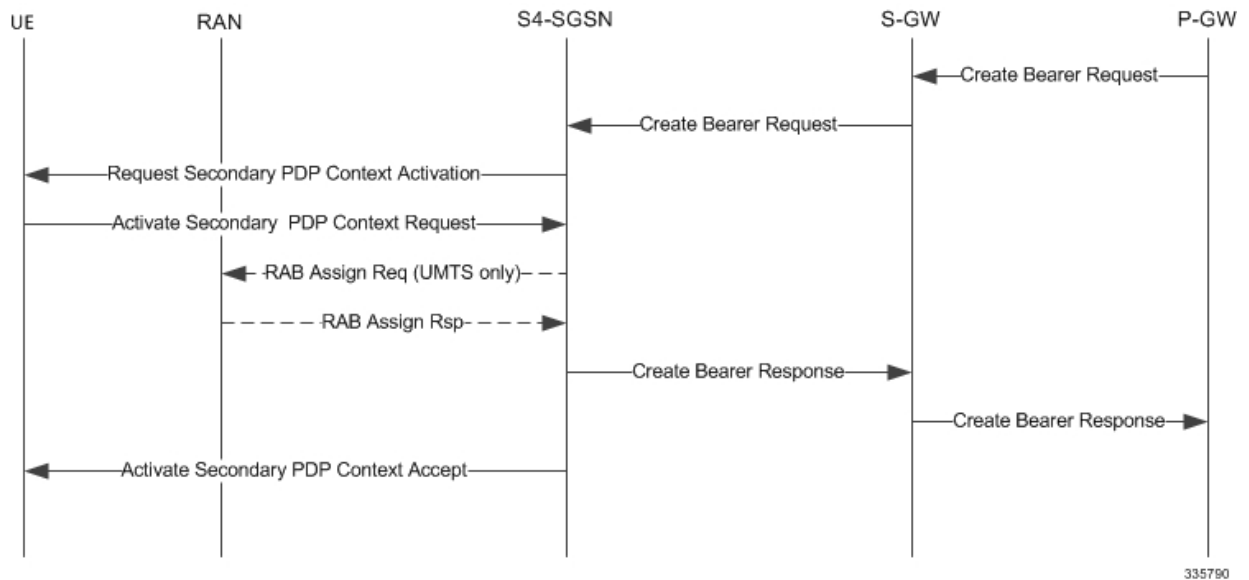 UE RAN S4-SGSN S-GW P-GW
Create Bearer Request
Create Bearer Request
Request Secondary PDP Context Activation
Activate Secondary PDP Context Request
RAB Assign Req (UMTS only)
RAB Assign Rsp
Create Bearer Response
Create Bearer Response
Activate Secondary PDP Context Accept
335790